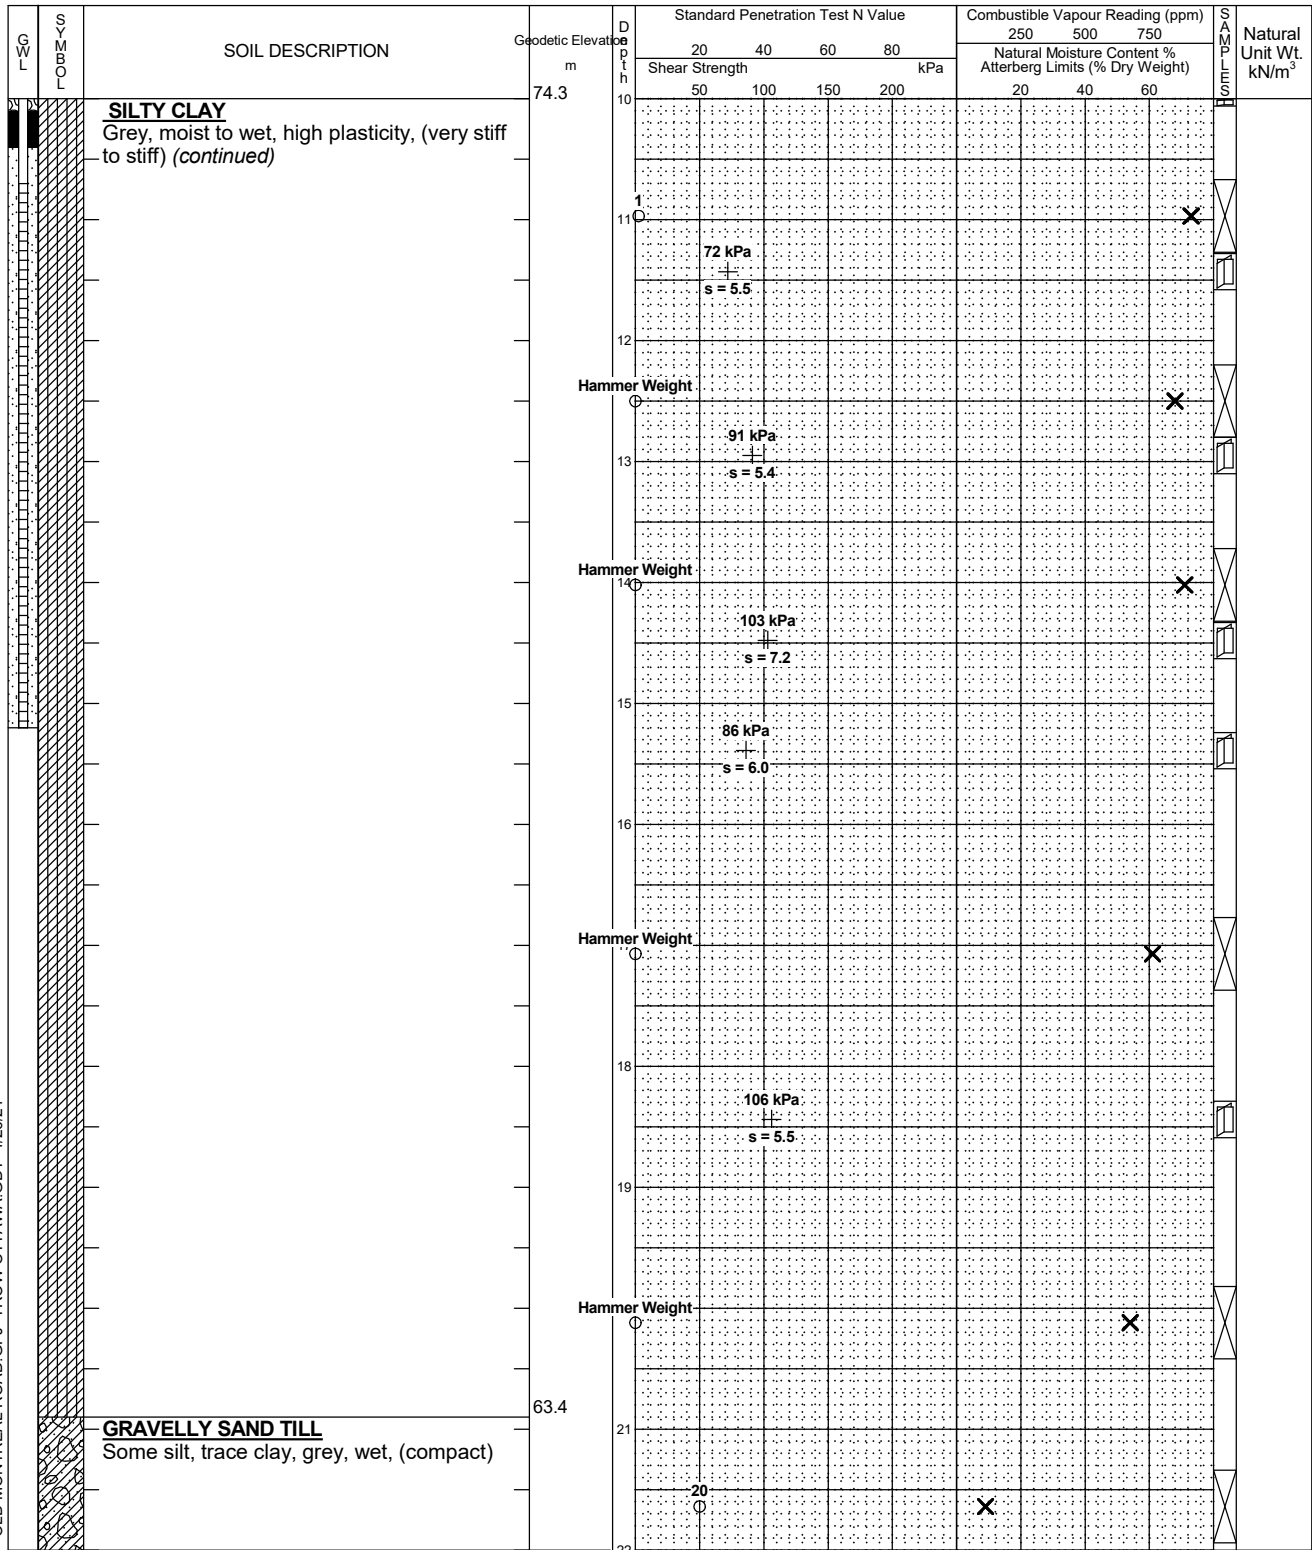 GWL
SYMBOL
SOIL DESCRIPTION
Geodetic Elevation
m
Depth
Standard Penetration Test N Value
20 40 60 80
Shear Strength kPa
50 100 150 200
Combustible Vapour Reading (ppm)
250 500 750
Natural Moisture Content %
Atterberg Limits (% Dry Weight)
20 40 60
SAMPLES
Natural
Unit Wt.
kN/m³
74.3
10
SILTY CLAY
Grey, moist to wet, high plasticity, (very stiff
to stiff) (continued)
1
11
72 kPa
s = 5.5
12
Hammer Weight
91 kPa
13
s = 5.4
Hammer Weight
14
103 kPa
s = 7.2
15
86 kPa
s = 6.0
16
Hammer Weight
18
106 kPa
s = 5.5
19
Hammer Weight
63.4
GRAVELLY SAND TILL
21
Some silt, trace clay, grey, wet, (compact)
20
22